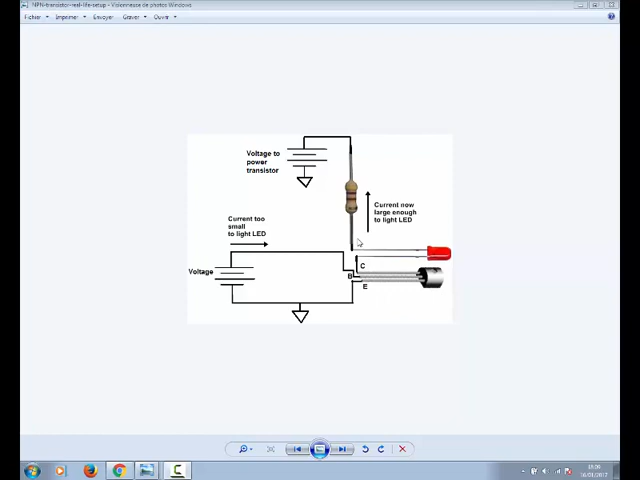 NPN-transistor-real-life-setup - Visionneuse de photos Windows
Fichier Imprimer Envoyer Graver Ouvrir
Voltage to
power
transistor
Current now
large enough
to light LED
Current too
small
to light LED
C
Voltage
B
E